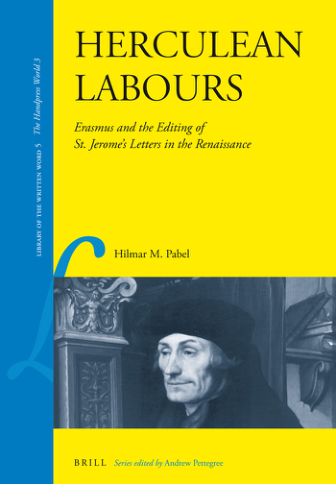 HERCULEAN
LABOURS
Erasmus and the Editing of
St. Jerome's Letters in the Renaissance
LIBRARY OF THE WRITTEN WORD 5 The Handpress World 3
Hilmar M. Pabel
BRILL Series edited by Andrew Pettegree